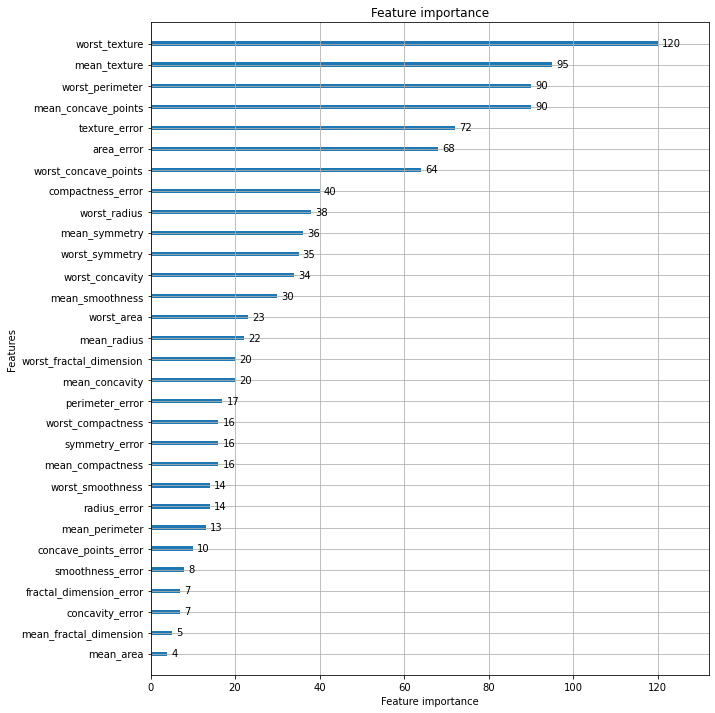 Feature importance
worst_texture 120
mean_texture 95
worst_perimeter 90
mean_concave_points 90
texture_error 72
area_error 68
worst_concave_points 64
compactness_error 40
worst_radius 38
mean_symmetry 36
worst_symmetry 35
worst_concavity 34
mean_smoothness 30
worst_area 23
mean_radius 22
worst_fractal_dimension 20
mean_concavity 20
perimeter_error 17
worst_compactness 16
symmetry_error 16
mean_compactness 16
worst_smoothness 14
radius_error 14
mean_perimeter 13
concave_points_error 10
smoothness_error 8
fractal_dimension_error 7
concavity_error 7
mean_fractal_dimension 5
mean_area 4
Features
0 20 40 60 80 100 120
Feature importance